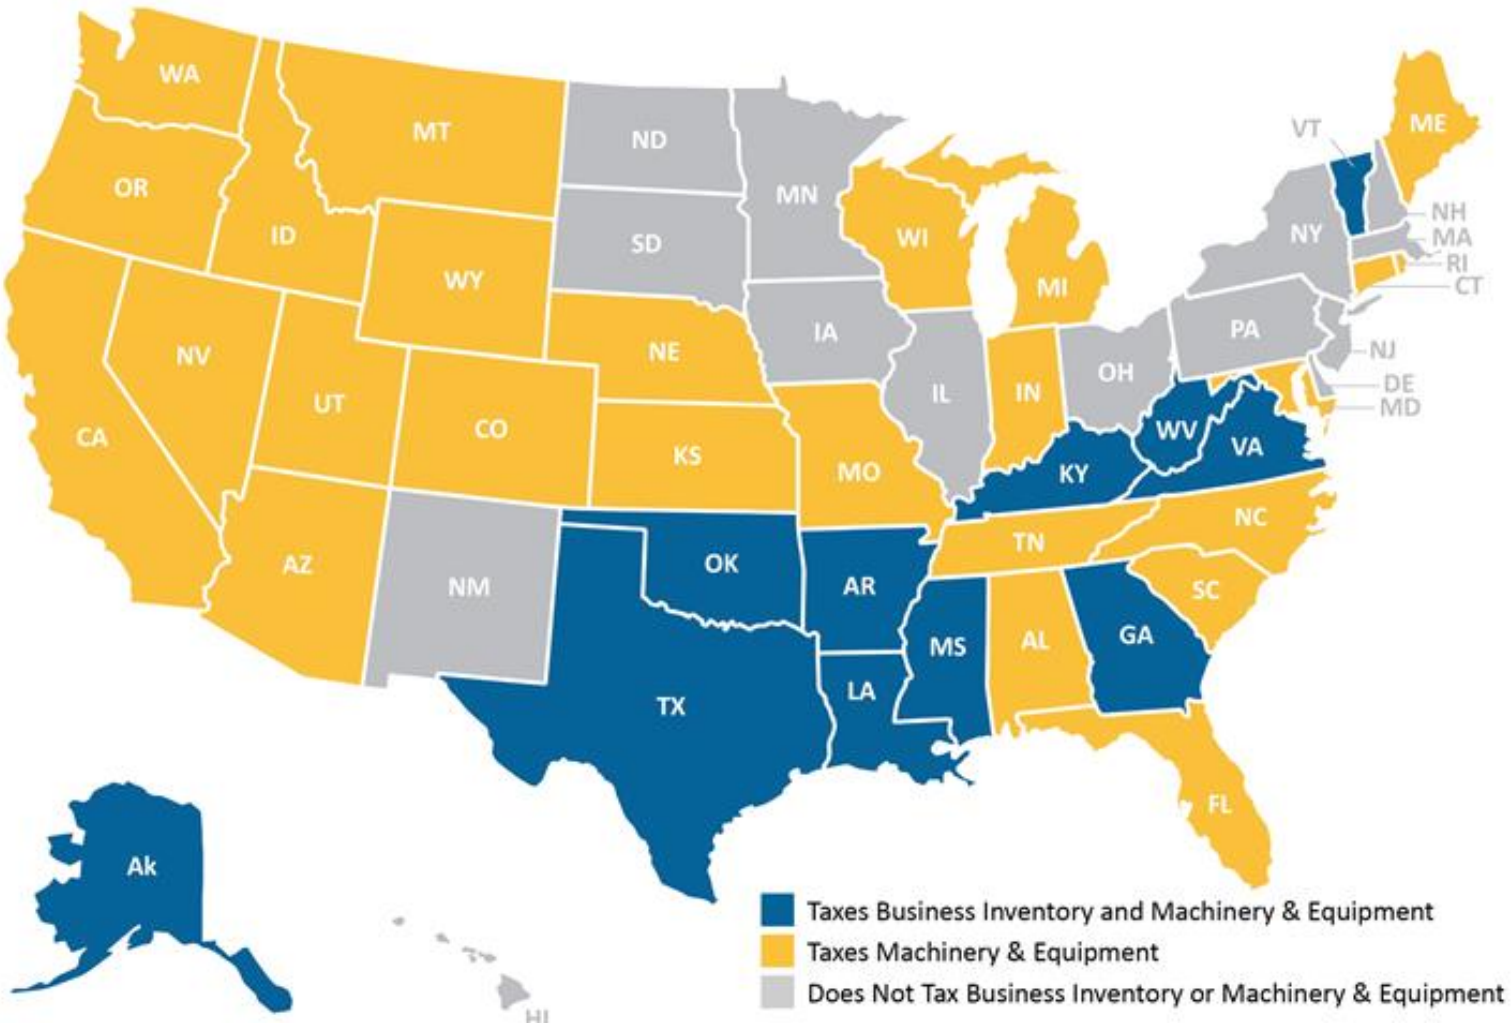 WA
MT
ND
MN
VT
ME
OR
ID
SD
WI
NY
NH
MA
WY
MI
RI
CT
NV
NE
IA
PA
NJ
UT
IL
IN
OH
DE
MD
CA
CO
KS
MO
KY
WV
VA
AZ
NM
OK
AR
TN
NC
SC
MS
AL
GA
TX
LA
FL
Ak
HI
Taxes Business Inventory and Machinery & Equipment
Taxes Machinery & Equipment
Does Not Tax Business Inventory or Machinery & Equipment